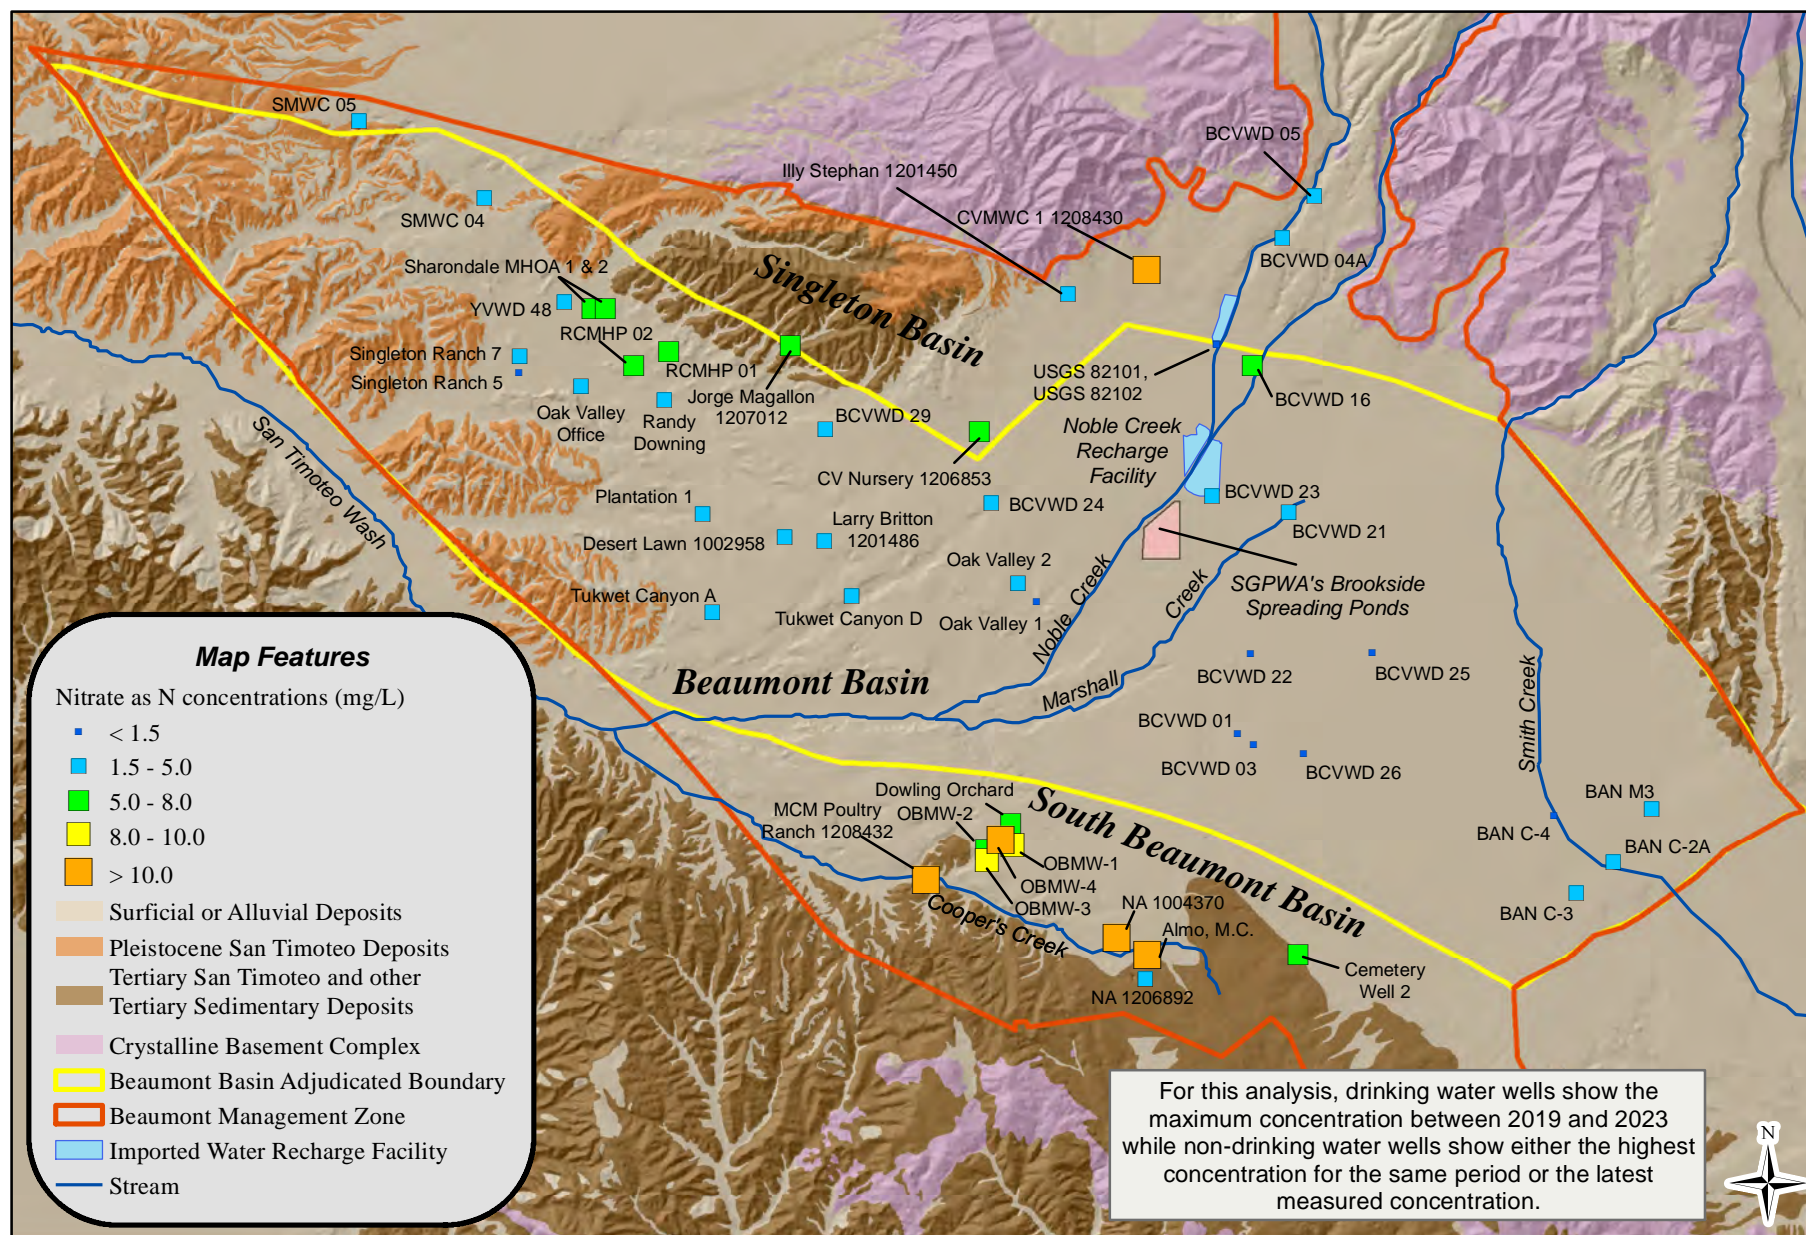 SMWC 05
BCVWD 05
Illy Stephan 1201450
CVMWC 1 1208430
SMWC 04
BCVWD 04A
Sharondale MHOA 1 & 2
Singleton Basin
YVWD 48
RCMHP 02
Singleton Ranch 7
RCMHP 01
USGS 82101,
USGS 82102
Singleton Ranch 5
Jorge Magallon
1207012
BCVWD 16
Oak Valley
Office
Randy
Downing
BCVWD 29
Noble Creek
Recharge
Facility
San Timoteo Wash
CV Nursery 1206853
Plantation 1
BCVWD 24
BCVWD 23
Larry Britton
1201486
BCVWD 21
Desert Lawn 1002958
Oak Valley 2
SGPWA's Brookside
Spreading Ponds
Tukwet Canyon A
Tukwet Canyon D
Oak Valley 1
Noble Creek
Creek
Marshall
Beaumont Basin
BCVWD 22
BCVWD 25
Smith Creek
BCVWD 01
BCVWD 03
BCVWD 26
Dowling Orchard
MCM Poultry
Ranch 1208432
OBMW-2
South Beaumont Basin
BAN M3
BAN C-4
BAN C-2A
OBMW-1
OBMW-4
OBMW-3
Cooper's Creek
NA 1004370
Almo, M.C.
BAN C-3
NA 1206892
Cemetery
Well 2
Map Features
Nitrate as N concentrations (mg/L)
< 1.5
1.5 - 5.0
5.0 - 8.0
8.0 - 10.0
> 10.0
Surficial or Alluvial Deposits
Pleistocene San Timoteo Deposits
Tertiary San Timoteo and other
Tertiary Sedimentary Deposits
Crystalline Basement Complex
Beaumont Basin Adjudicated Boundary
Beaumont Management Zone
Imported Water Recharge Facility
Stream
For this analysis, drinking water wells show the
maximum concentration between 2019 and 2023
while non-drinking water wells show either the highest
concentration for the same period or the latest
measured concentration.
N